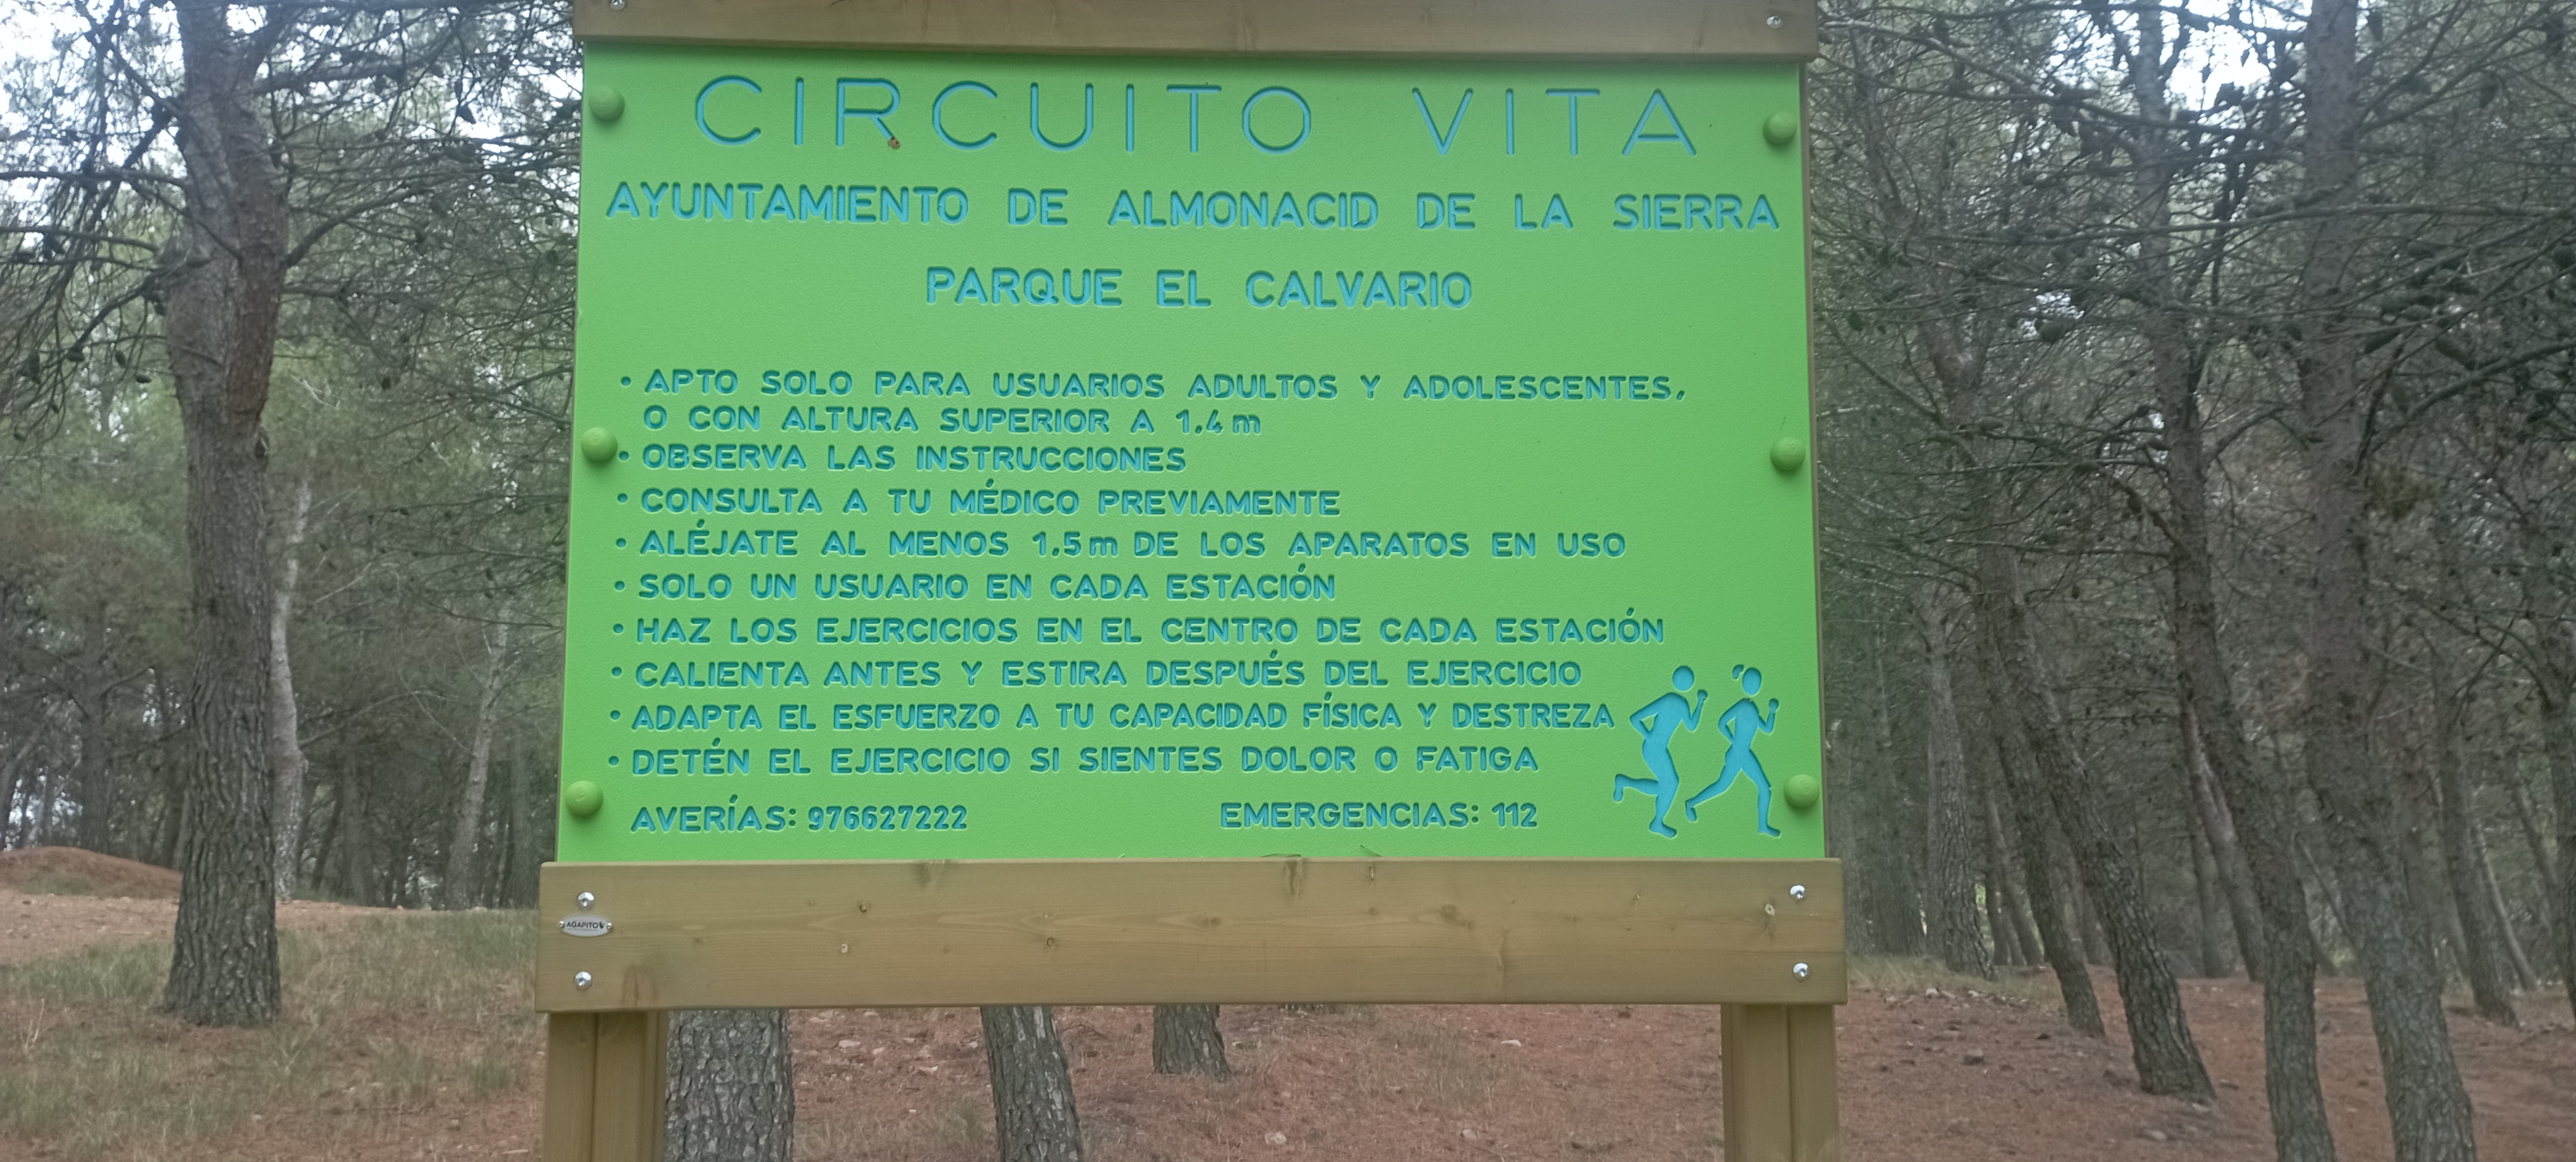 CIRCUITO VITA
AYUNTAMIENTO DE ALMONACID DE LA SIERRA
PARQUE EL CALVARIO
• APTO SOLO PARA USUARIOS ADULTOS Y ADOLESCENTES,
O CON ALTURA SUPERIOR A 1,4 m
• OBSERVA LAS INSTRUCCIONES
• CONSULTA A TU MÉDICO PREVIAMENTE
• ALÉJATE AL MENOS 1,5 m DE LOS APARATOS EN USO
• SOLO UN USUARIO EN CADA ESTACIÓN
• HAZ LOS EJERCICIOS EN EL CENTRO DE CADA ESTACIÓN
• CALIENTA ANTES Y ESTIRA DESPUÉS DEL EJERCICIO
• ADAPTA EL ESFUERZO A TU CAPACIDAD FÍSICA Y DESTREZA
• DETÉN EL EJERCICIO SI SIENTES DOLOR O FATIGA
AVERÍAS: 976627222 EMERGENCIAS: 112
AGAPITO